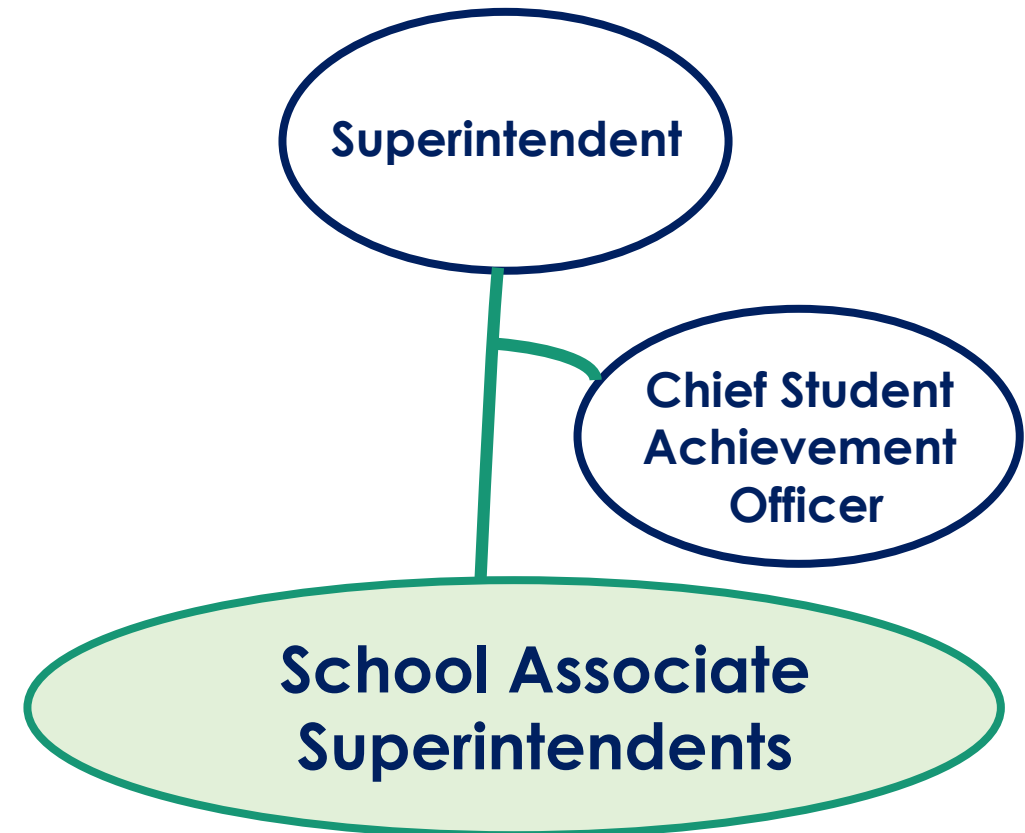 Superintendent
Chief Student
Achievement
Officer
School Associate
Superintendents